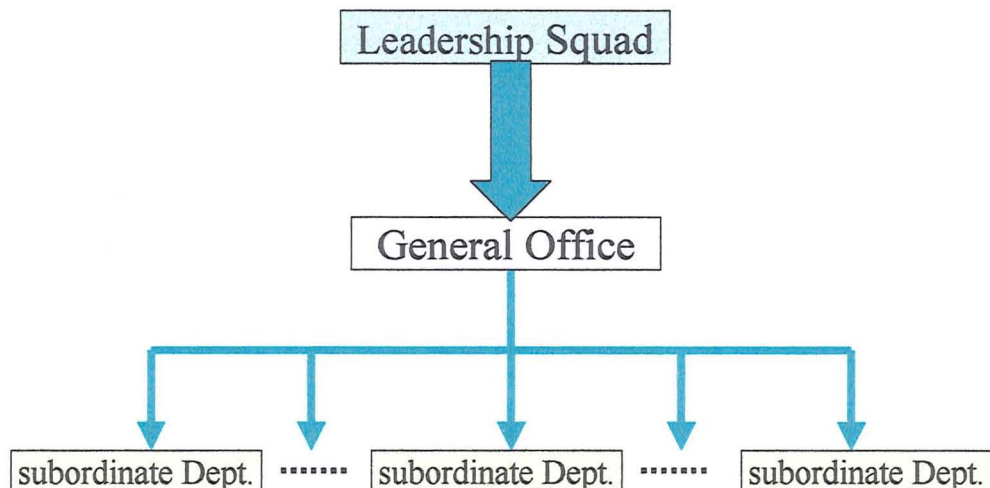 Leadership Squad
General Office
subordinate Dept. ........ subordinate Dept. ....... subordinate Dept.